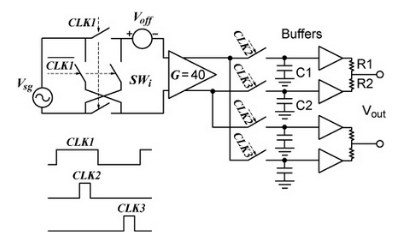 CLK1
V_off
Buffers
CLK1
SW_i
G = 40
V_sg
CLK2
CLK3
CLK2
CLK3
C1
C2
R1
R2
V_out
CLK1
CLK2
CLK3